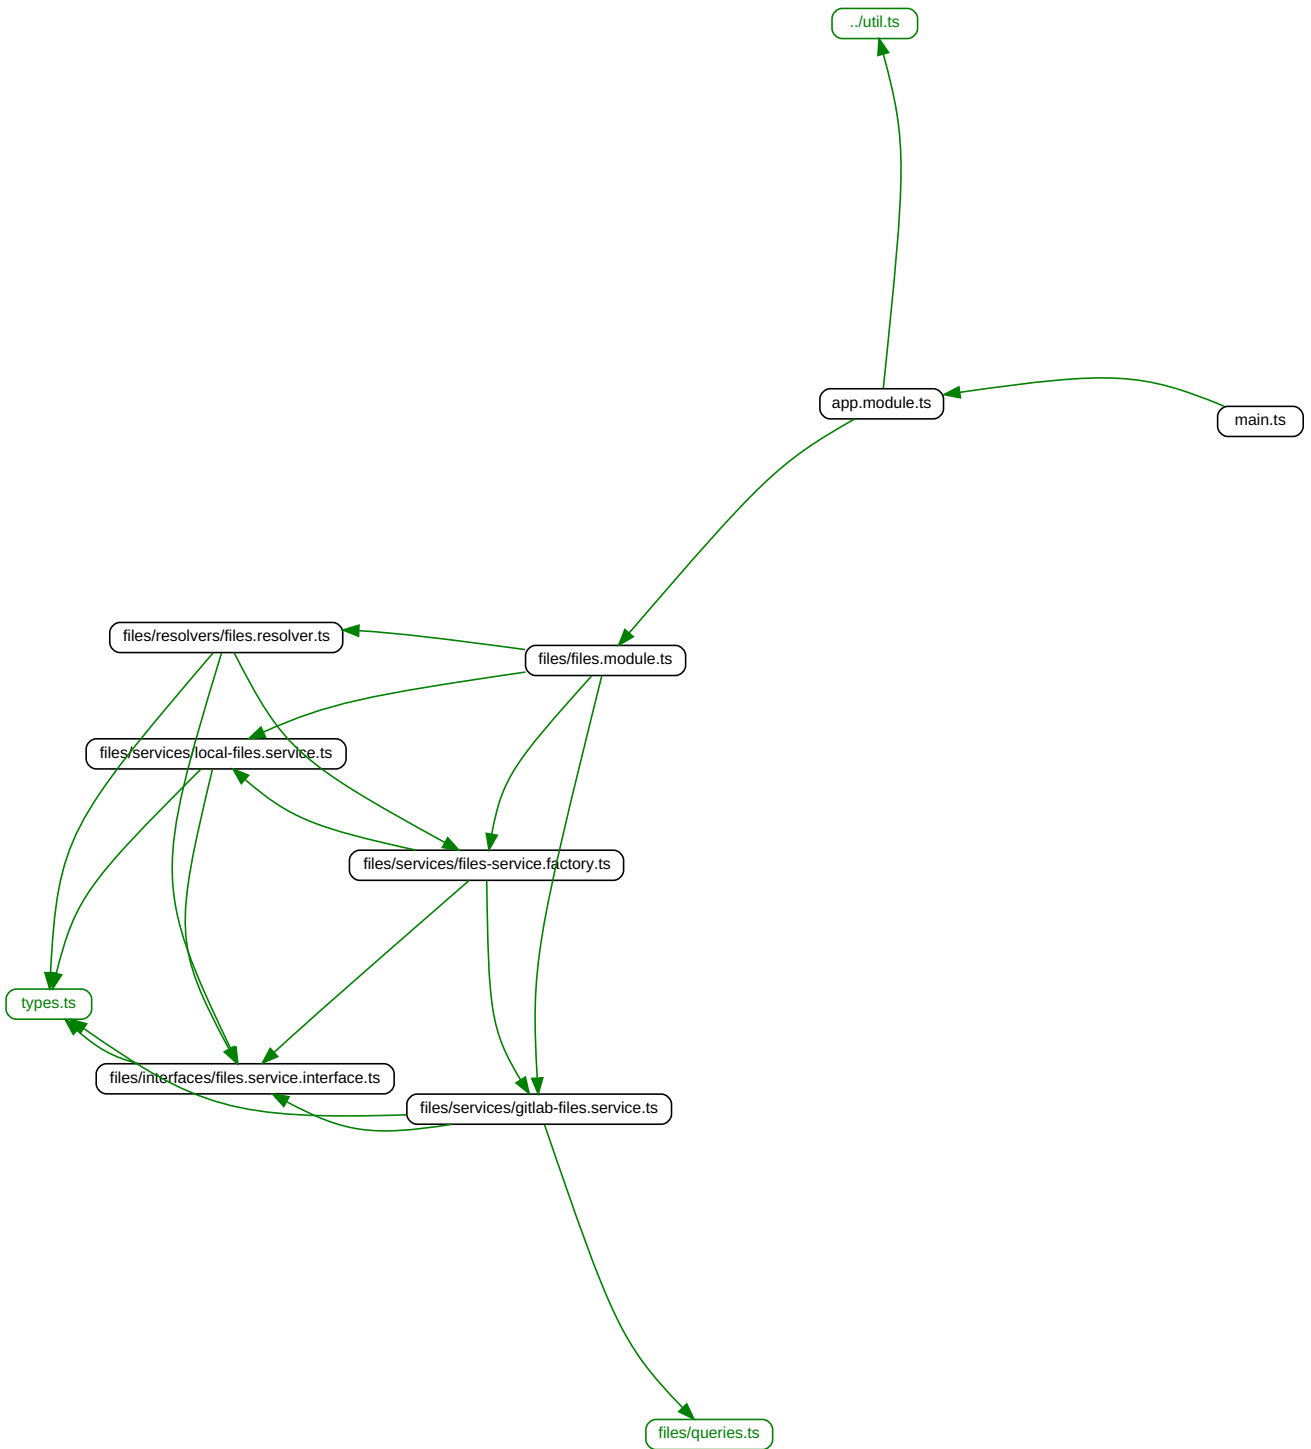 ../util.ts
app.module.ts
main.ts
files/resolvers/files.resolver.ts
files/files.module.ts
files/services/local-files.service.ts
files/services/files-service.factory.ts
types.ts
files/interfaces/files.service.interface.ts
files/services/gitlab-files.service.ts
files/queries.ts